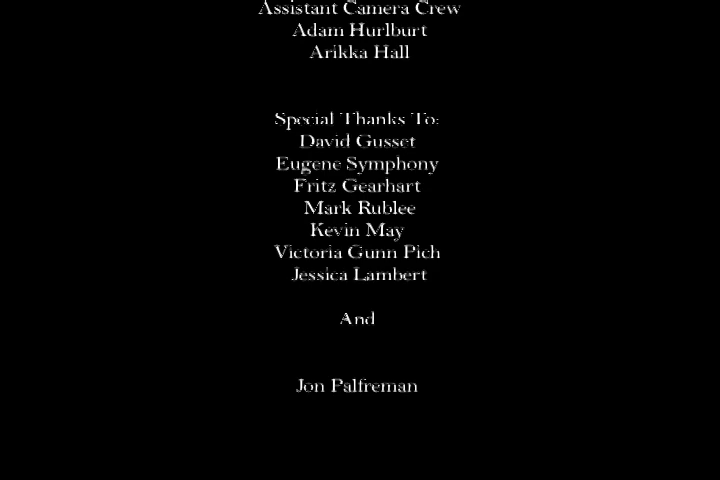 Assistant Camera Crew
Adam Hurlburt
Arikka Hall
Special Thanks To:
David Gusset
Eugene Symphony
Fritz Gearhart
Mark Rublee
Kevin May
Victoria Gunn Pich
Jessica Lambert
And
Jon Palfreman